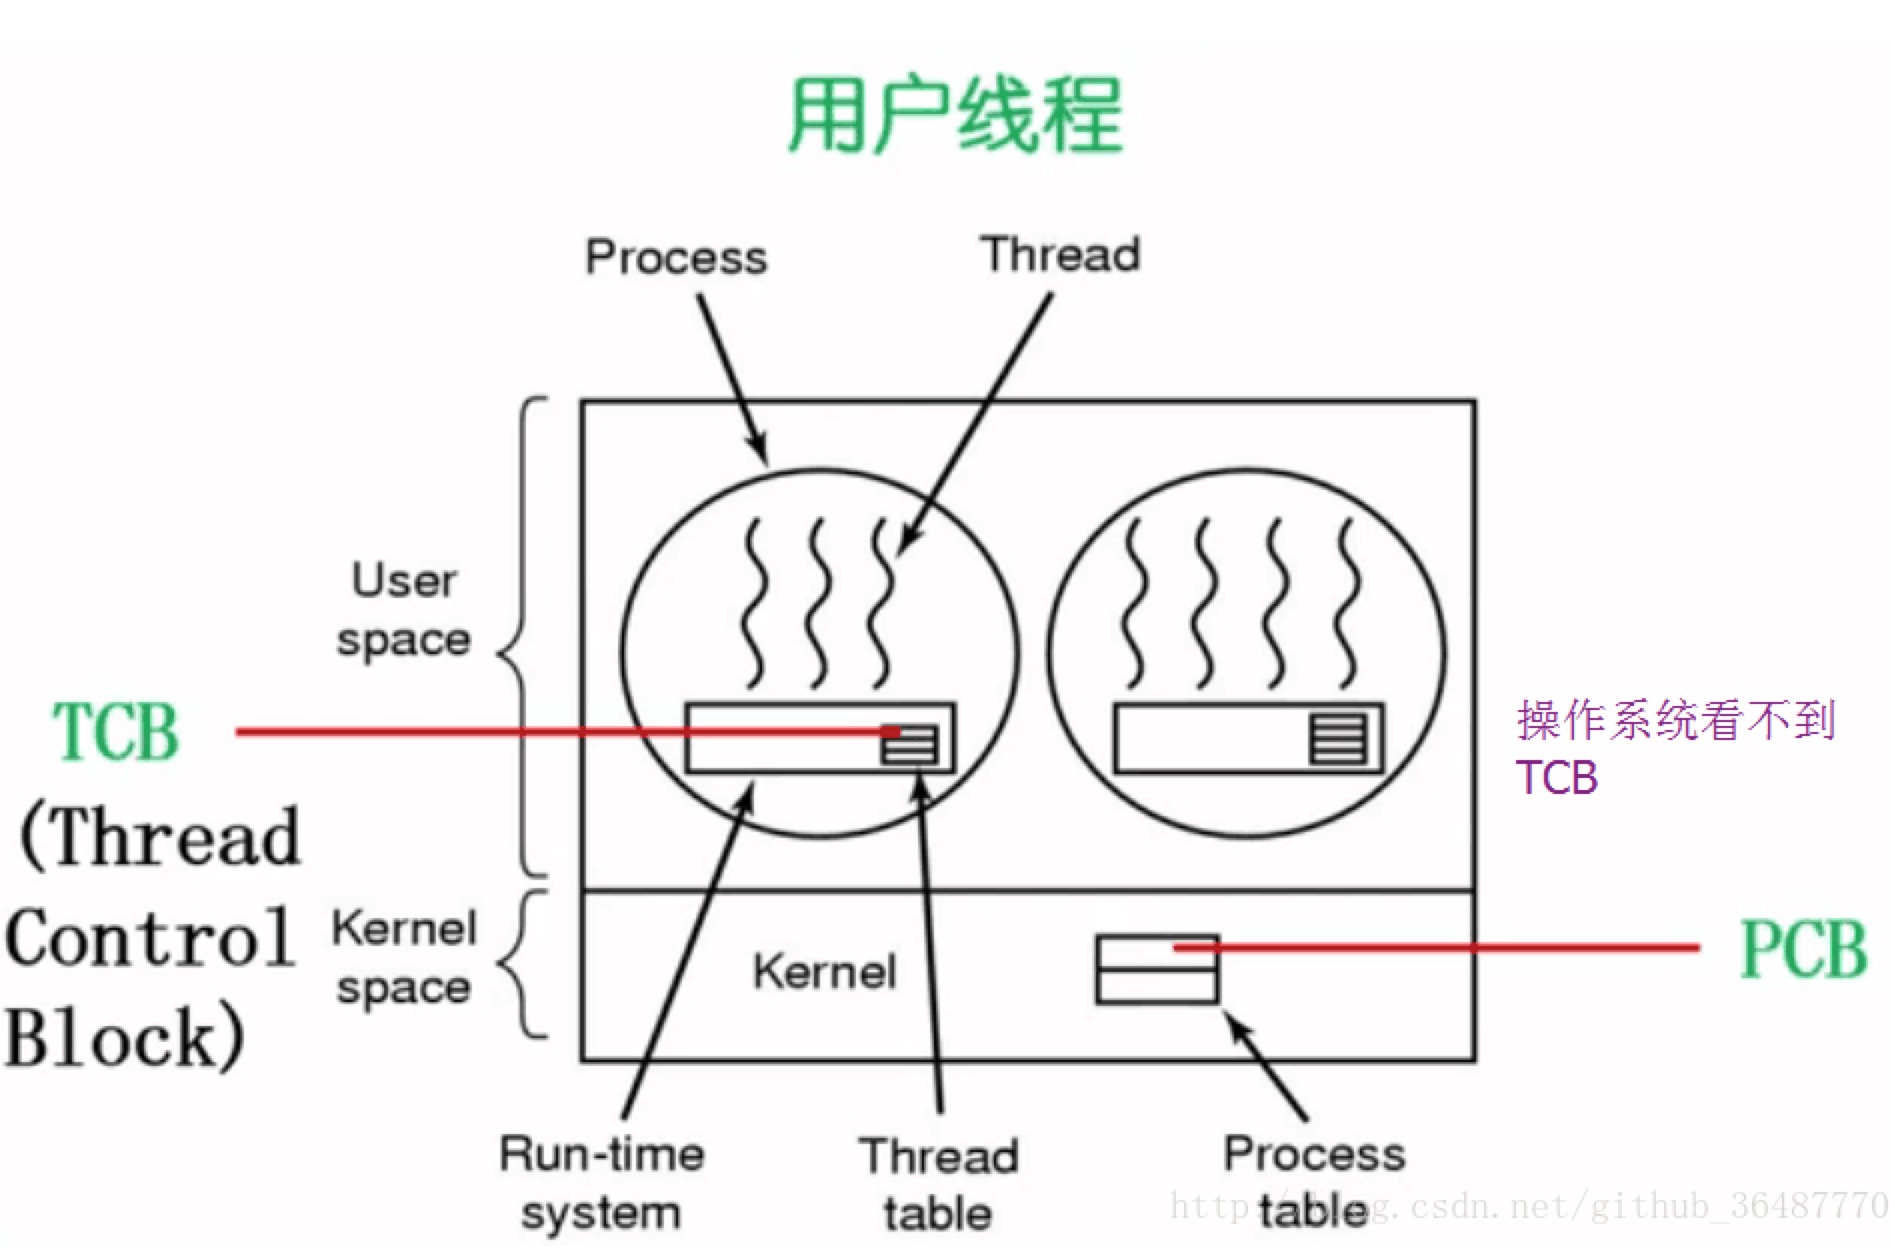 用户线程
Process
Thread
User
space
TCB
(Thread
Control
Block)
操作系统看不到
TCB
Kernel
space
Kernel
PCB
Run-time
system
Thread
table
Process
table
http://blog.csdn.net/github_36487770